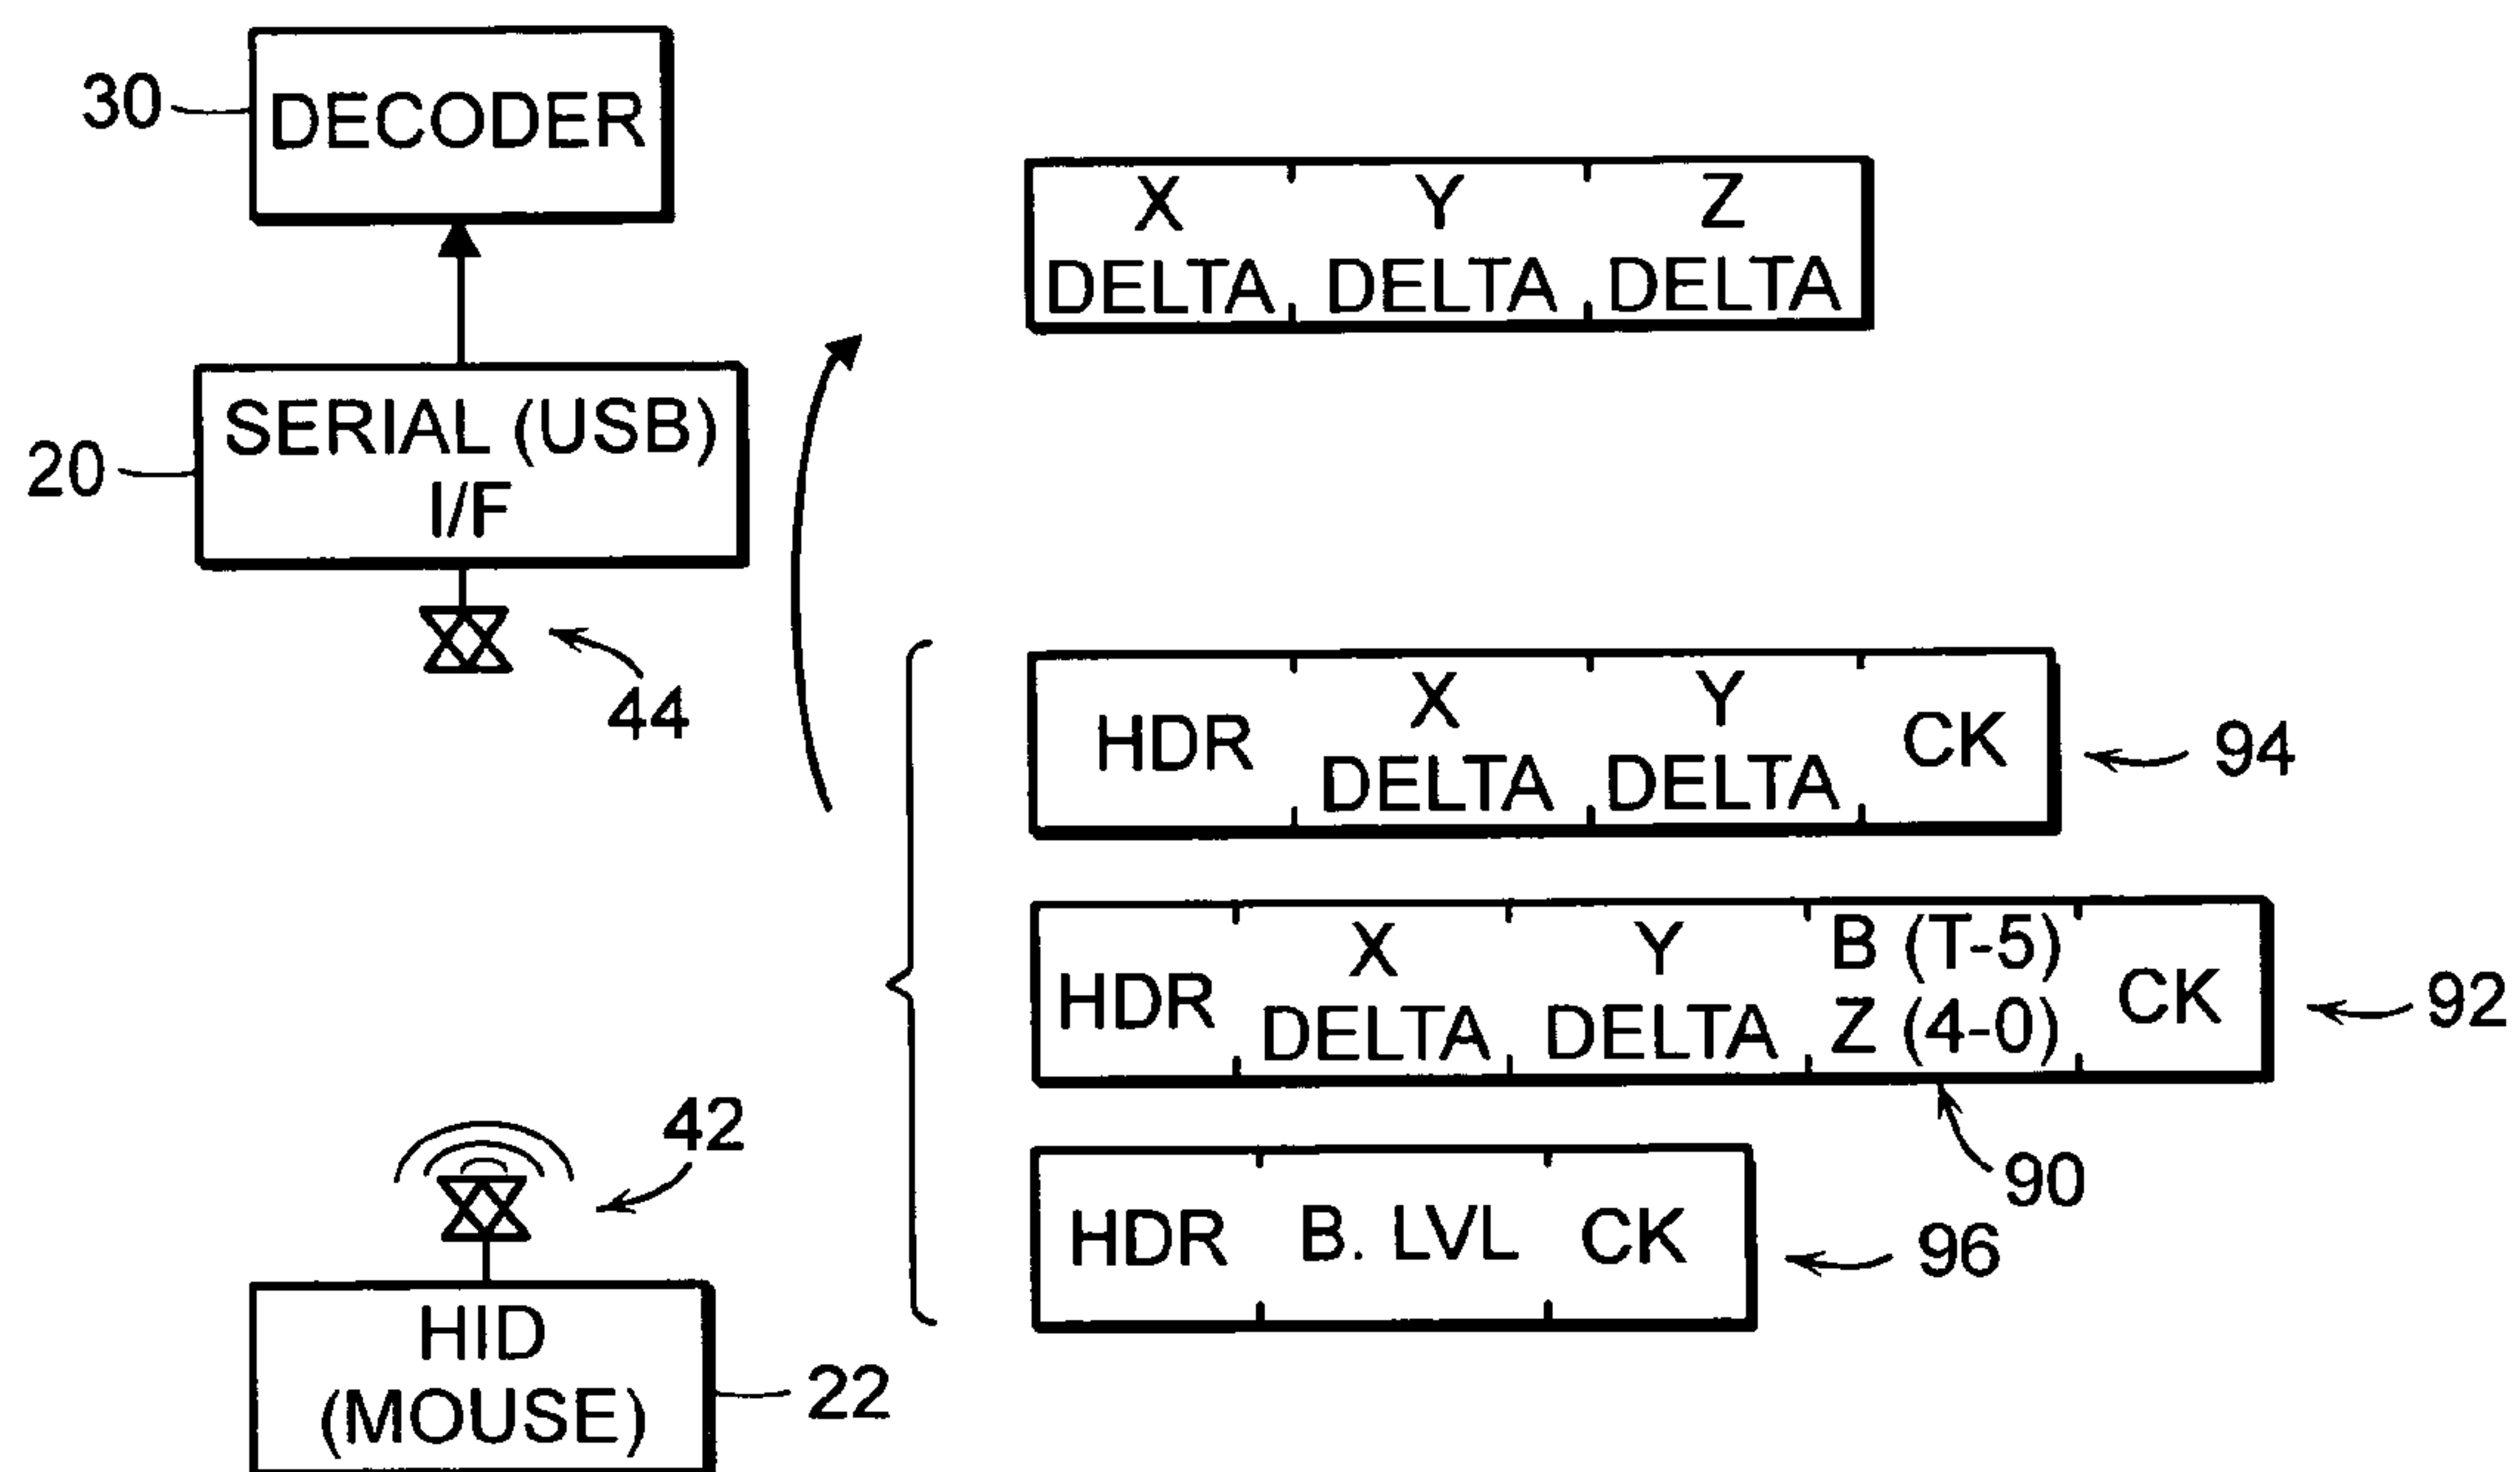 30
DECODER
X Y Z
DELTA DELTA DELTA
20
SERIAL (USB)
I/F
44
HDR X DELTA Y DELTA CK
94
HDR X DELTA Y DELTA B (T-5) Z (4-0) CK
92
90
42
HDR B. LVL CK
96
HID
(MOUSE)
22